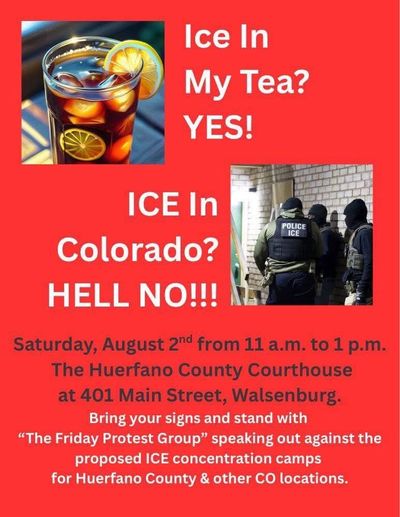 Ice In
My Tea?
YES!
ICE In
Colorado?
HELL NO!!!
POLICE
ICE
Saturday, August 2nd from 11 a.m. to 1 p.m.
The Huerfano County Courthouse
at 401 Main Street, Walsenburg.
Bring your signs and stand with
“The Friday Protest Group” speaking out against the
proposed ICE concentration camps
for Huerfano County & other CO locations.